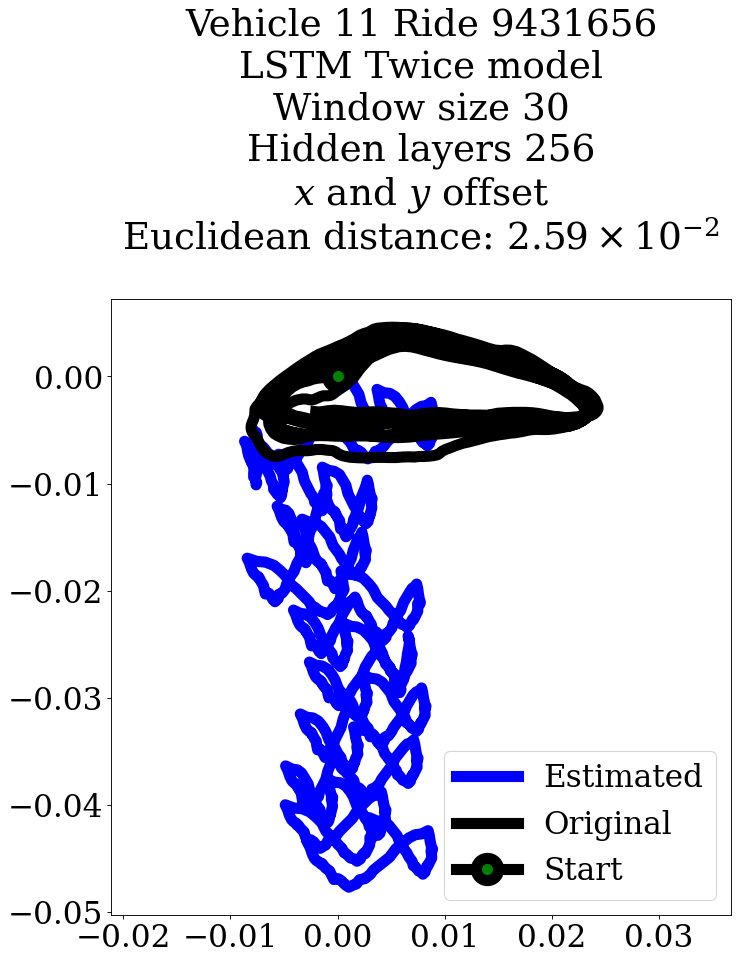 Vehicle 11 Ride 9431656
LSTM Twice model
Window size 30
Hidden layers 256
x and y offset
Euclidean distance: 2.59 × 10⁻²
0.00
−0.01
−0.02
−0.03
−0.04
−0.05
−0.02 −0.01 0.00 0.01 0.02 0.03
Estimated
Original
Start